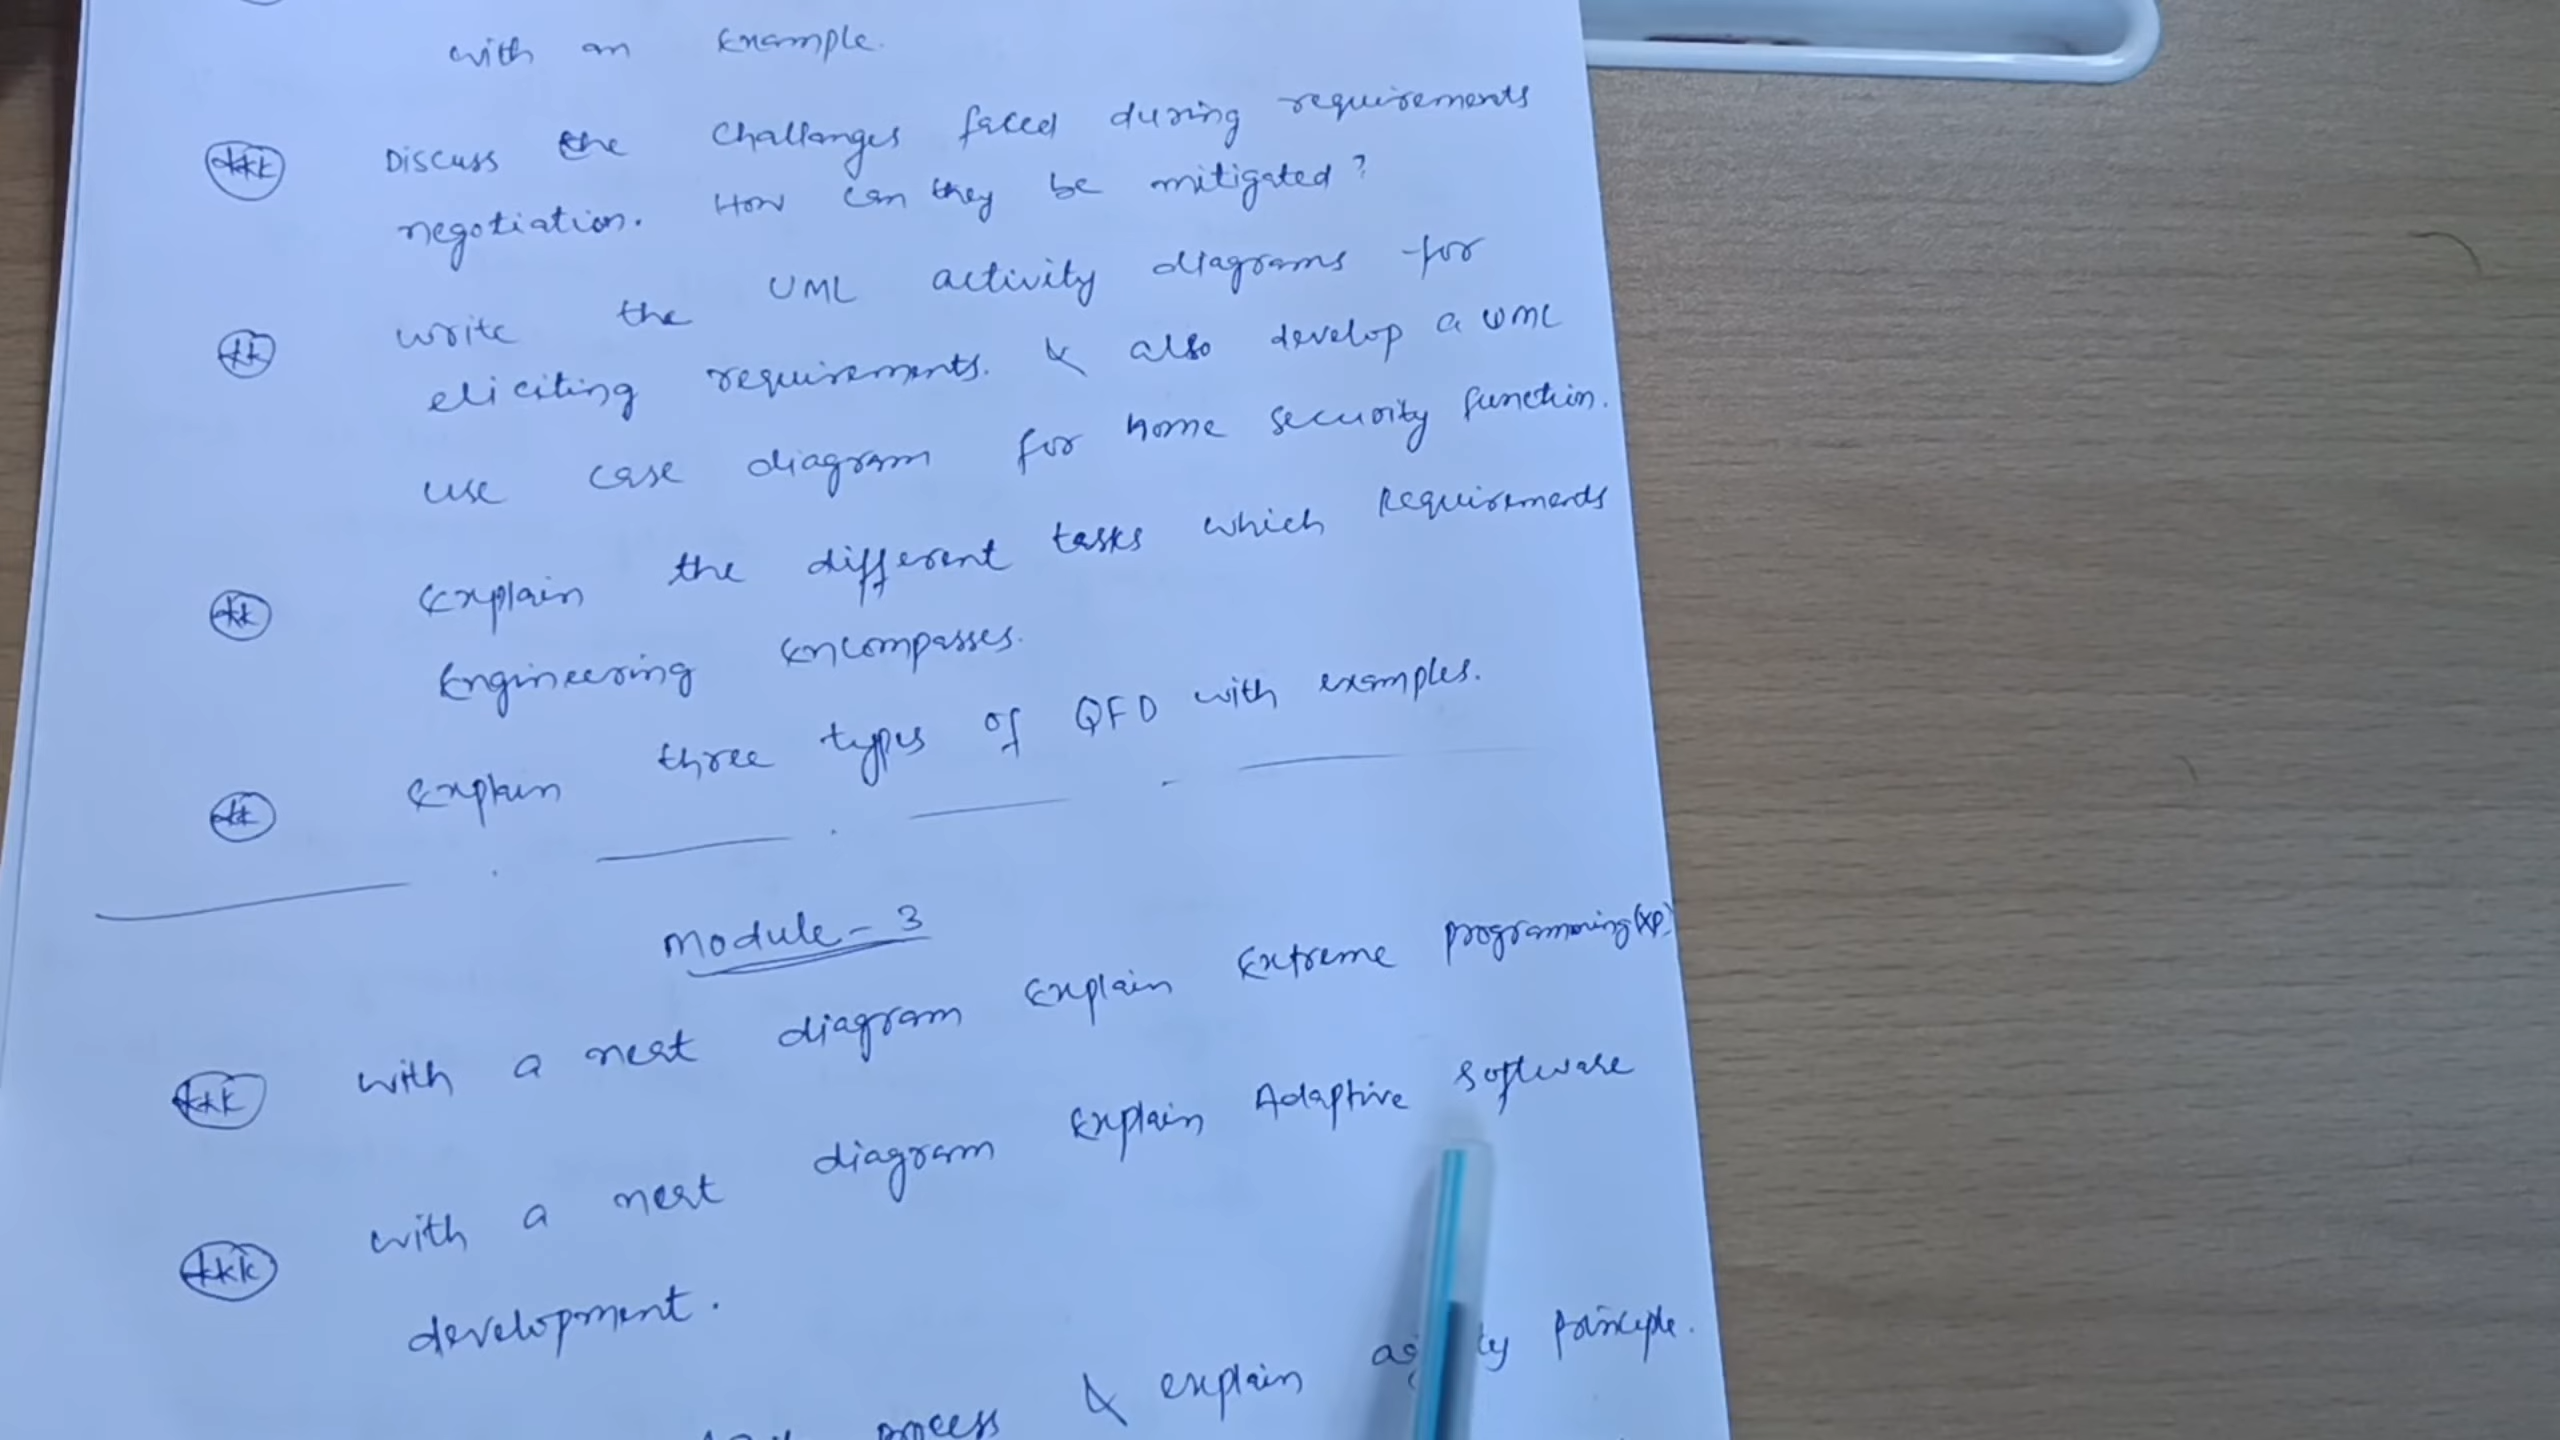 with an Example.
*** Discuss the challanges faced during requirements
negotiation. How can they be mitigated?
** write the UML activity diagrams for
eliciting requirements. & also develop a UML
use case diagram for home security function.
** Explain the different tasks which Requirements
Engineering Encompasses.
** Explain three types of QFD with examples.
Module - 3
*** with a neat diagram Explain Extreme programming(XP)
*** with a neat diagram Explain Adaptive software
development.
process & explain principle.